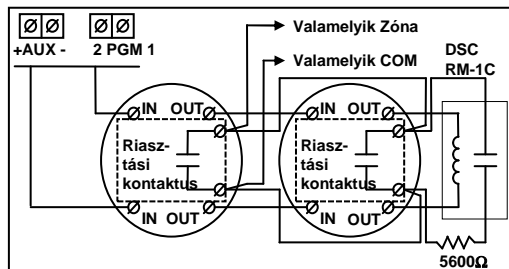 +AUX -
2 PGM 1
Valamelyik Zóna
Valamelyik COM
DSC
RM-1C
IN OUT
Riasz-
tási
kontaktus
IN OUT
IN OUT
Riasz-
tási
kontaktus
IN OUT
5600Ω